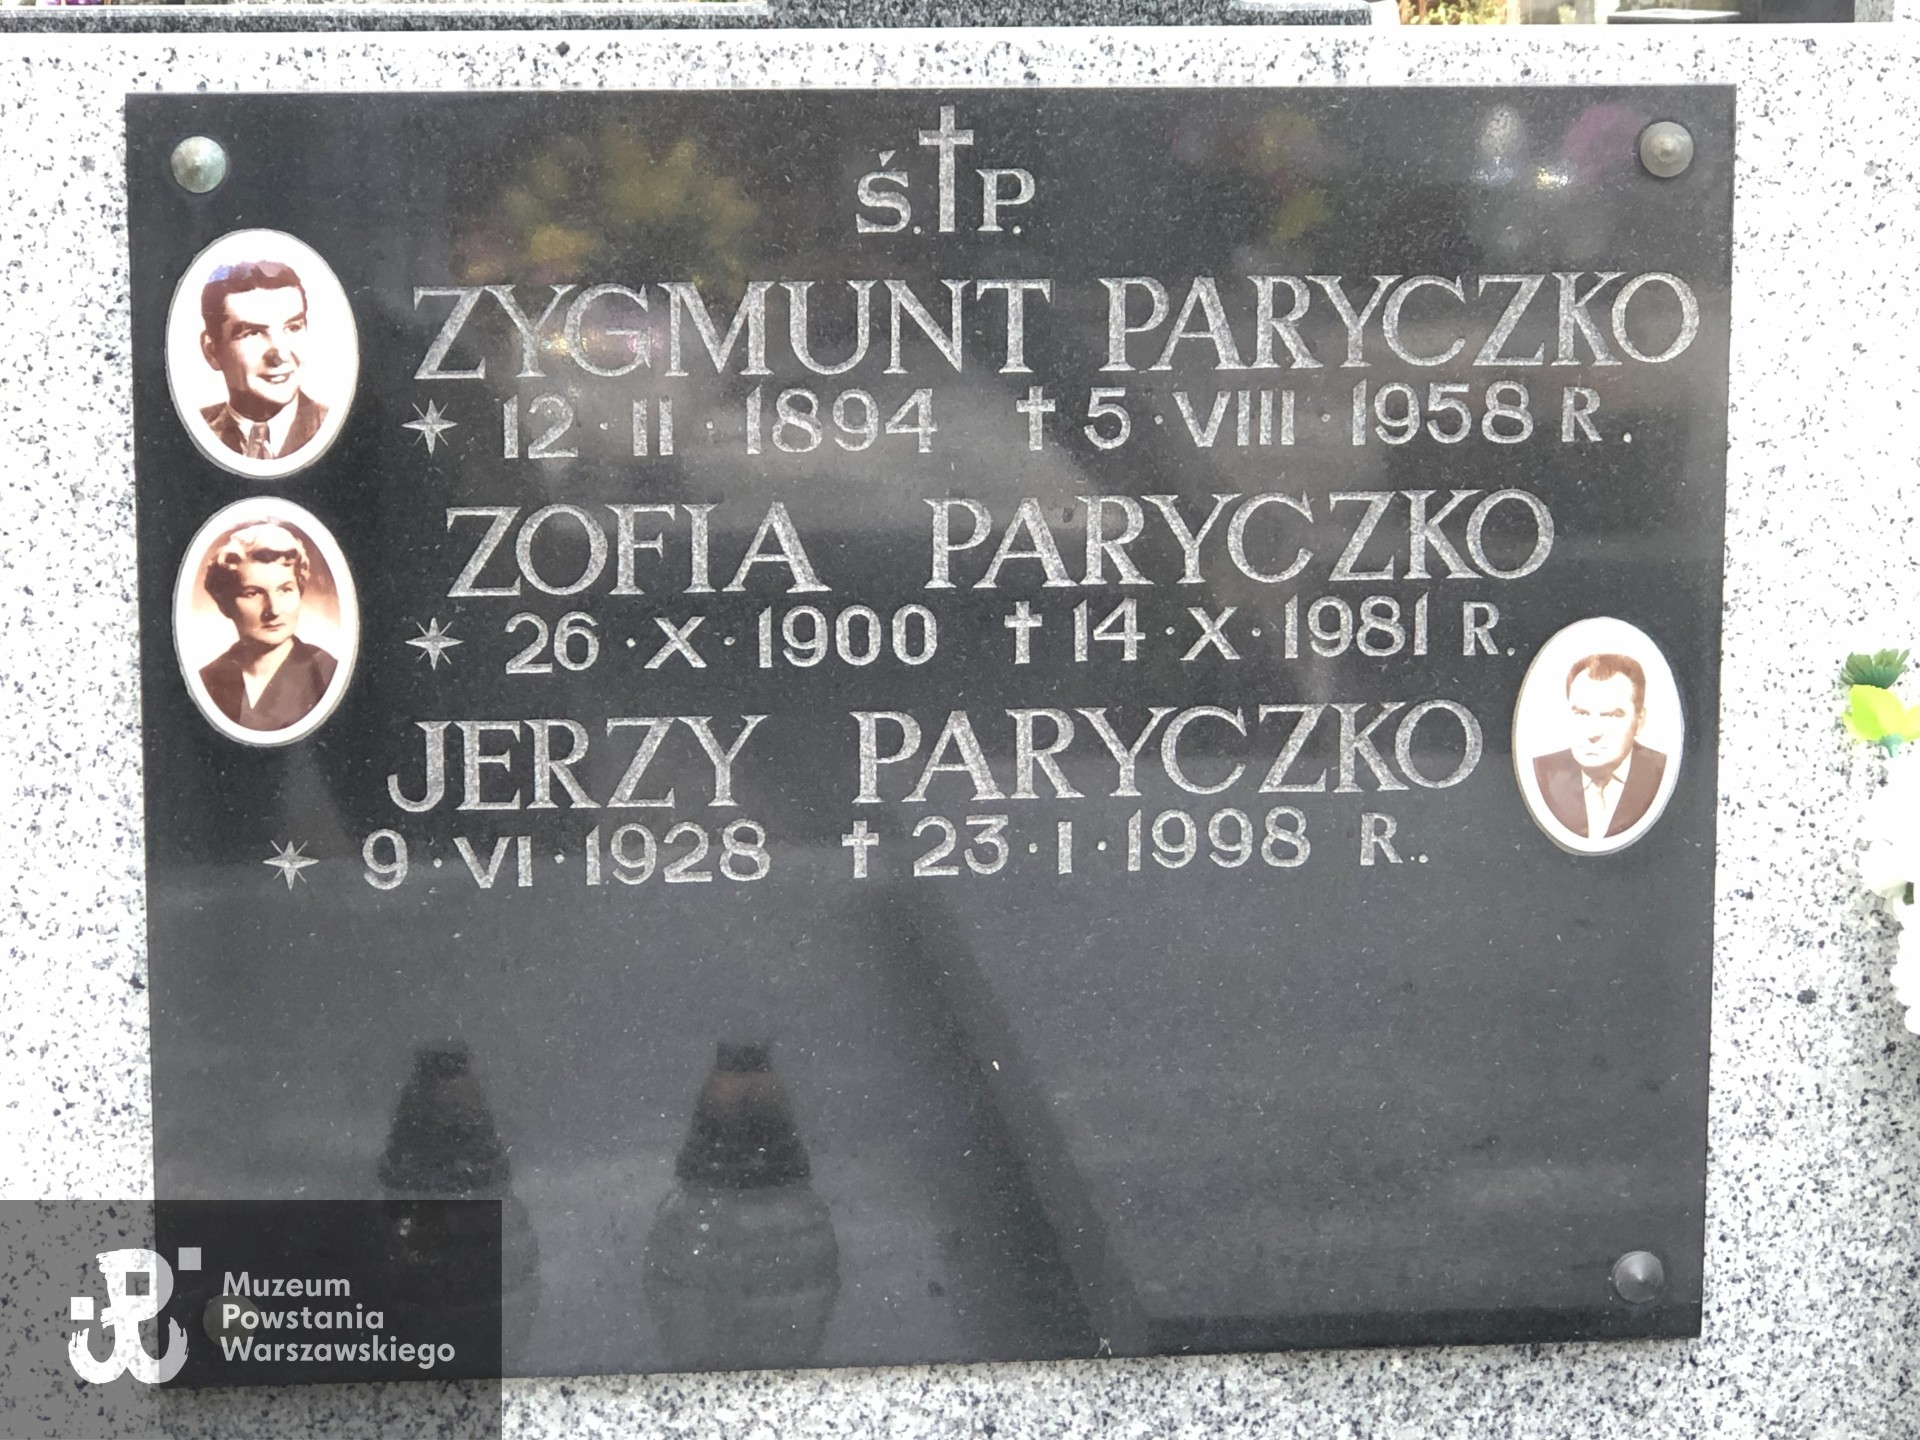 Ś.†P.
ZYGMUNT PARYCZKO
* 12·II·1894 †5·VIII·1958 R.
ZOFIA PARYCZKO
* 26·X·1900 †14·X·1981 R.
JERZY PARYCZKO
* 9·VI·1928 †23·I·1998 R..
Muzeum
Powstania
Warszawskiego